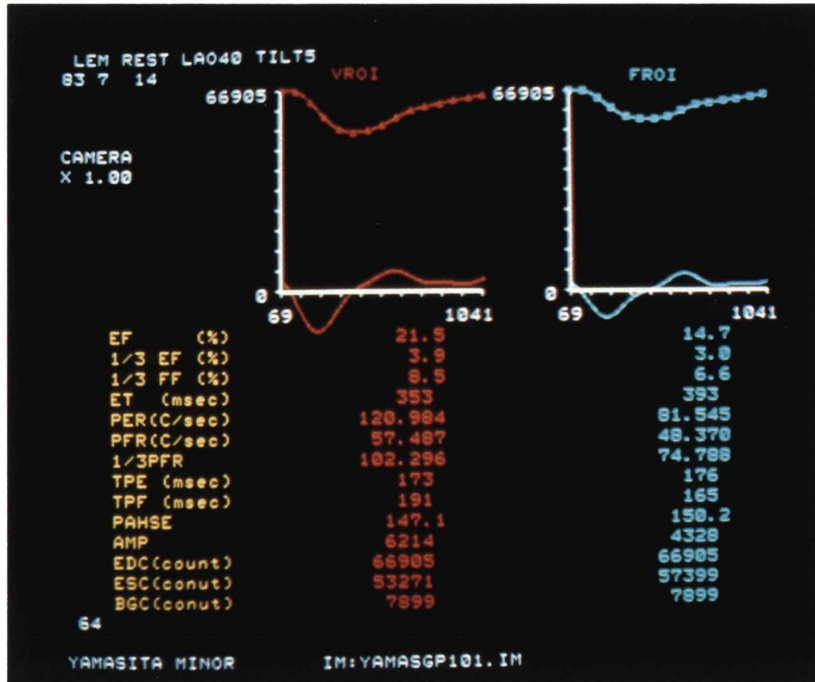 LEM REST LAO40 TILT5
83 7 14
VROI FROI
66905 66905
CAMERA
X 1.00
0 0
69 1041 69 1041
EF (%) 21.5 14.7
1/3 EF (%) 3.9 3.0
1/3 FF (%) 8.5 6.6
ET (msec) 353 393
PER(C/sec) 120.984 81.545
PFR(C/sec) 57.487 48.370
1/3PFR 102.296 74.788
TPE (msec) 173 176
TPF (msec) 191 165
PAHSE 147.1 150.2
AMP 6214 4328
EDC(count) 66905 66905
ESC(conut) 53271 57399
BGC(conut) 7899 7899
64
YAMASITA MINOR IM:YAMASGP101.IM